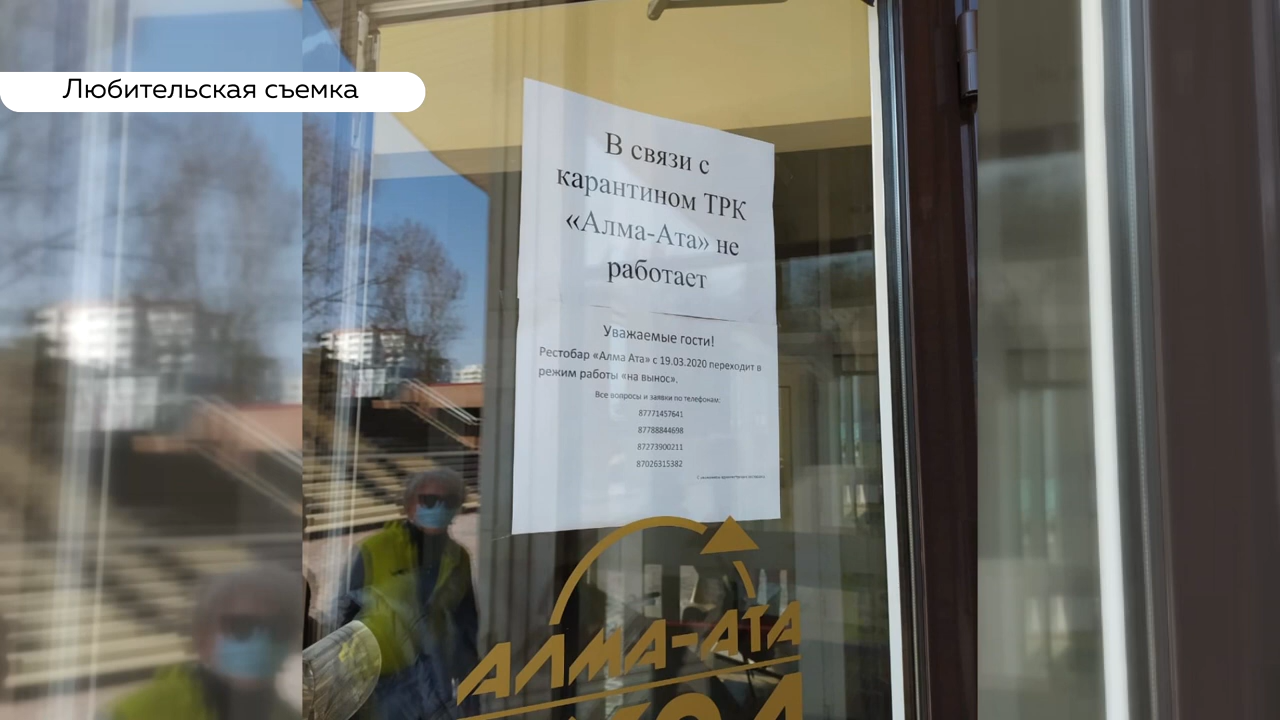 Любительская съемка
В связи с
карантином ТРК
«Алма-Ата» не
работает
Уважаемые гости!
Рестобар «Алма Ата» с 19.03.2020 переходит в
режим работы «на вынос».
Все вопросы и заявки по телефонам:
87771457641
87788844698
87273900211
87026315382
АЛМА-АТА